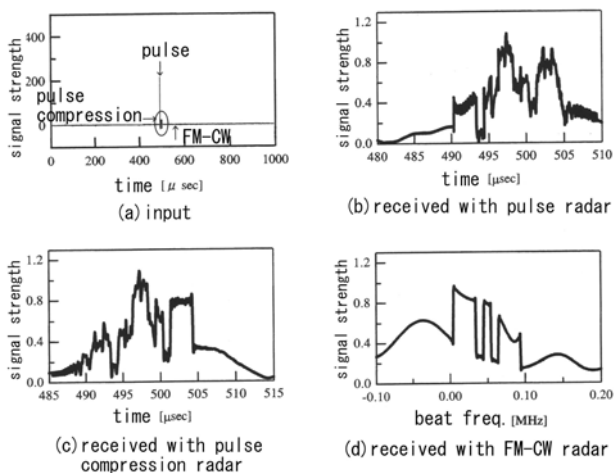 signal strength
400
200
0
pulse
pulse
compression
FM-CW
0 200 400 600 800 1000
time [μ sec]
(a) input
signal strength
1.2
0.8
0.4
0.0
480 485 490 495 500 505 510
time [μsec]
(b) received with pulse radar
signal strength
1.2
0.8
0.4
0.0
485 490 495 500 505 510 515
time [μsec]
(c) received with pulse
compression radar
signal strength
1.2
0.8
0.4
0.0
-0.10 0.00 0.10 0.20
beat freq. [MHz]
(d) received with FM-CW radar